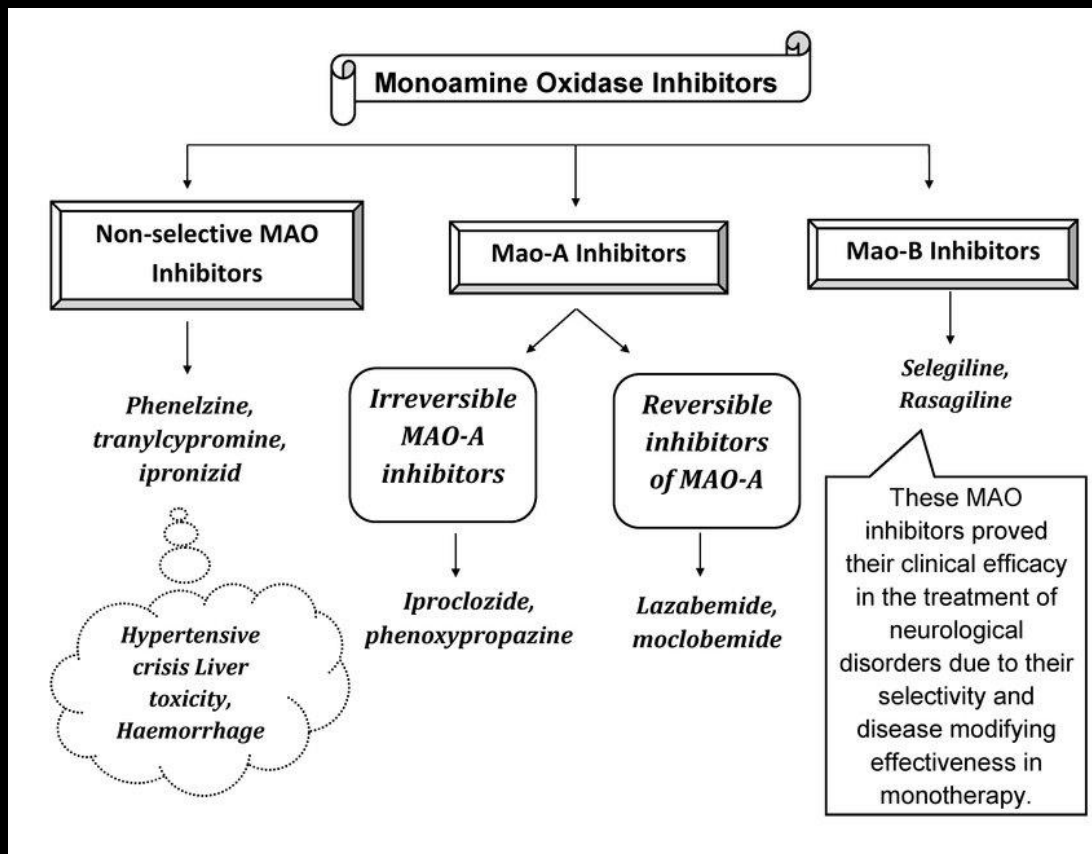 Monoamine Oxidase Inhibitors
Non-selective MAO
Inhibitors
Mao-A Inhibitors
Mao-B Inhibitors
Phenelzine,
tranylcypromine,
ipronizid
Irreversible
MAO-A
inhibitors
Reversible
inhibitors
of MAO-A
Selegiline,
Rasagiline
Hypertensive
crisis Liver
toxicity,
Haemorrhage
Iproclozide,
phenoxypropazine
Lazabemide,
moclobemide
These MAO
inhibitors proved
their clinical efficacy
in the treatment of
neurological
disorders due to their
selectivity and
disease modifying
effectiveness in
monotherapy.